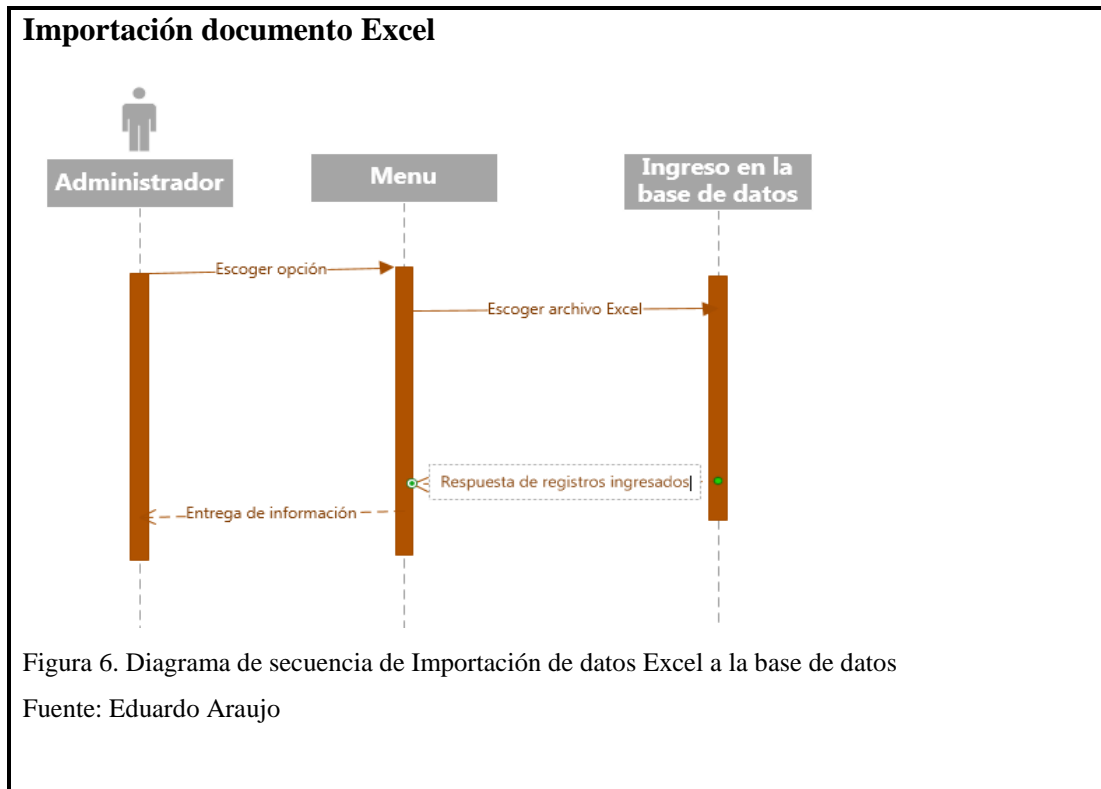 Importación documento Excel
Administrador
Menu
Ingreso en la
base de datos
Escoger opción
Escoger archivo Excel
Respuesta de registros ingresados
Entrega de información
Figura 6. Diagrama de secuencia de Importación de datos Excel a la base de datos
Fuente: Eduardo Araujo